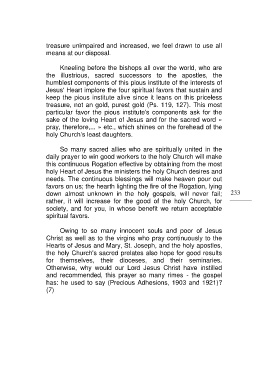 treasure unimpaired and increased, we feel drawn to use all
means at our disposal.
Kneeling before the bishops all over the world, who are
the illustrious, sacred successors to the apostles, the
humblest components of this pious institute of the interests of
Jesus' Heart implore the four spiritual favors that sustain and
keep the pious institute alive since it leans on this priceless
treasure, not an gold, purest gold (Ps. 119, 127). This most
particular favor the pious institute's components ask for the
sake of the loving Heart of Jesus and for the sacred word «
pray, therefore,... » etc., which shines on the forehead of the
holy Church's least daughters.
So many sacred allies who are spiritually united in the
daily prayer to win good workers to the holy Church will make
this continuous Rogation effective by obtaining from the most
holy Heart of Jesus the ministers the holy Church desires and
needs. The continuous blessings will make heaven pour out
favors on us; the hearth lighting the fire of the Rogation, lying
down almost unknown in the holy gospels, will never fail;
rather, it will increase for the good of the holy Church, for
society, and for you, in whose benefit we return acceptable
spiritual favors.
233
Owing to so many innocent souls and poor of Jesus
Christ as well as to the virgins who pray continuously to the
Hearts of Jesus and Mary, St. Joseph, and the holy apostles,
the holy Church's sacred prelates also hope for good results
for themselves, their dioceses, and their seminaries.
Otherwise, why would our Lord Jesus Christ have instilled
and recommended, this prayer so many times - the gospel
has: he used to say (Precious Adhesions, 1903 and 1921)?
(7)